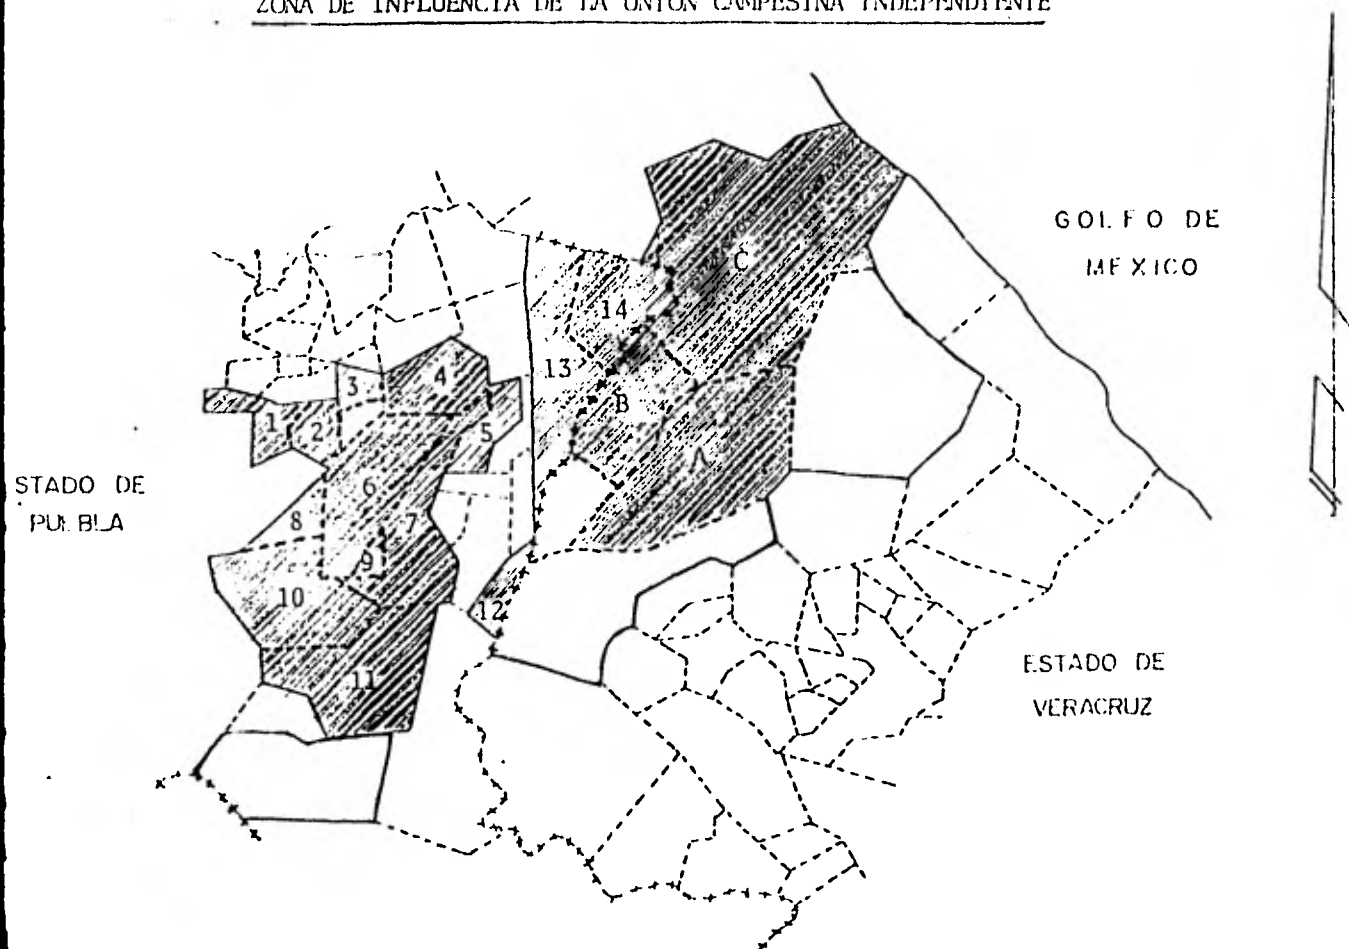 ZONA DE INFLUENCIA DE LA UNION CAMPESINA INDEPENDIENTE
GOLFO DE
MEXICO
C
14
13
3
4
B
1
2
5
A
6
STADO DE
PUEBLA
8
7
9
10
12
11
ESTADO DE
VERACRUZ